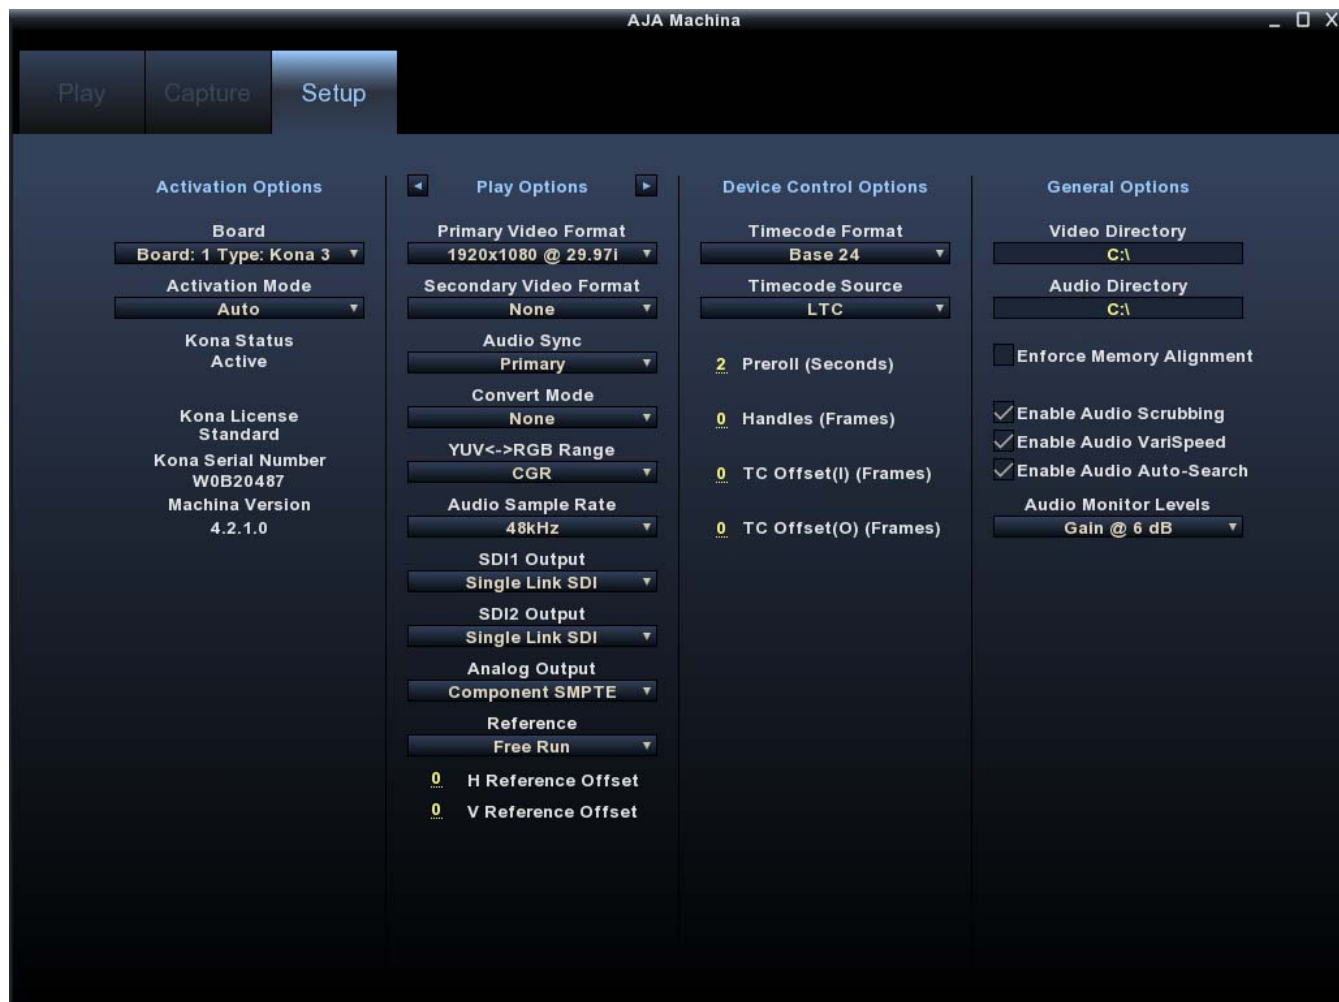 AJA Machina
Play
Capture
Setup
Activation Options
Board
Board: 1 Type: Kona 3
Activation Mode
Auto
Kona Status
Active
Kona License
Standard
Kona Serial Number
W0B20487
Machina Version
4.2.1.0
Play Options
Primary Video Format
1920x1080 @ 29.97i
Secondary Video Format
None
Audio Sync
Primary
Convert Mode
None
YUV<->RGB Range
CGR
Audio Sample Rate
48kHz
SDI1 Output
Single Link SDI
SDI2 Output
Single Link SDI
Analog Output
Component SMPTE
Reference
Free Run
0 H Reference Offset
0 V Reference Offset
Device Control Options
Timecode Format
Base 24
Timecode Source
LTC
2 Preroll (Seconds)
0 Handles (Frames)
0 TC Offset(I) (Frames)
0 TC Offset(O) (Frames)
General Options
Video Directory
C:\
Audio Directory
C:\
Enforce Memory Alignment
Enable Audio Scrubbing
Enable Audio VariSpeed
Enable Audio Auto-Search
Audio Monitor Levels
Gain @ 6 dB